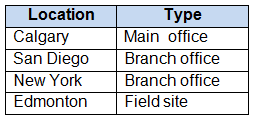 Location Type
Calgary Main office
San Diego Branch office
New York Branch office
Edmonton Field site